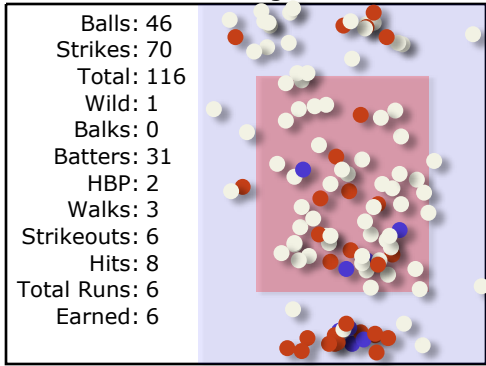 Balls: 46
Strikes: 70
Total: 116
Wild: 1
Balks: 0
Batters: 31
HBP: 2
Walks: 3
Strikeouts: 6
Hits: 8
Total Runs: 6
Earned: 6